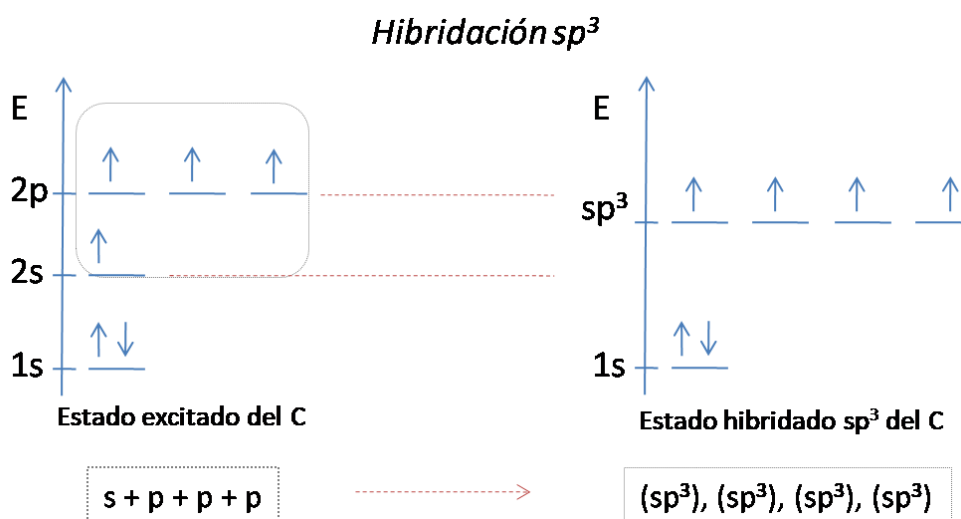 Hibridación sp³
E
2p
2s
1s
Estado excitado del C
s + p + p + p
E
sp³
1s
Estado hibridado sp³ del C
(sp³), (sp³), (sp³), (sp³)